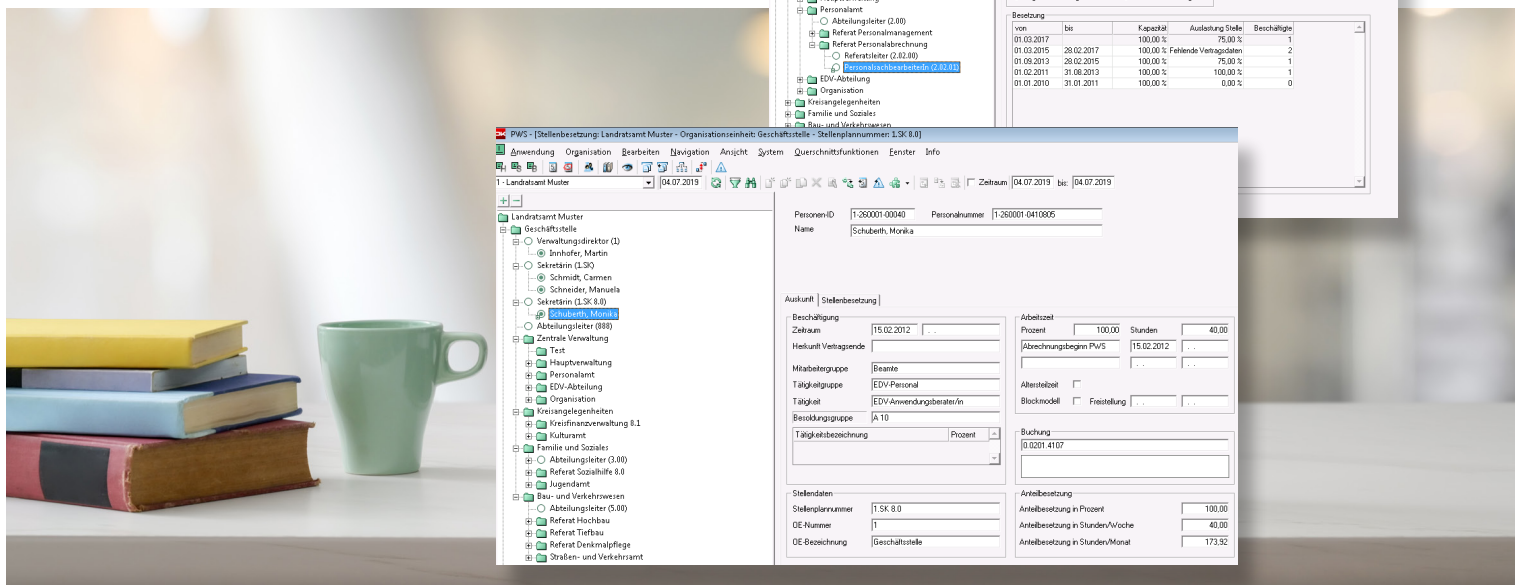 Personalamt
Abteilungsleiter (2.00)
Referat Personalmanagement
Referat Personalabrechnung
Referatsleiter (2.02.00)
PersonalsachbearbeiterIn (2.02.01)
EDV-Abteilung
Organisation
Kreisangelegenheiten
Familie und Soziales
Bau- und Verkehrswesen
Besetzung
von bis Kapazität Auslastung Stelle Beschäftigte
01.03.2017 100,00 % 75,00 % 1
01.03.2015 28.02.2017 100,00 % Fehlende Vertragsdaten 2
01.09.2013 28.02.2015 100,00 % 75,00 % 1
01.02.2011 31.08.2013 100,00 % 100,00 % 1
01.01.2010 31.01.2011 100,00 % 0,00 % 0
PWS - [Stellenbesetzung: Landratsamt Muster - Organisationseinheit: Geschäftsstelle - Stellenplannummer: 1.SK 8.0]
Anwendung Organisation Bearbeiten Navigation Ansicht System Querschnittsfunktionen Fenster Info
1 - Landratsamt Muster 04.07.2019 Zeitraum 04.07.2019 bis: 04.07.2019
Landratsamt Muster
Geschäftsstelle
Verwaltungsdirektor (1)
Innhofer, Martin
Sekretärin (1.SK)
Schmidt, Carmen
Schneider, Manuela
Sekretärin (1.SK 8.0)
Schuberth, Monika
Abteilungsleiter (888)
Zentrale Verwaltung
Test
Hauptverwaltung
Personalamt
EDV-Abteilung
Organisation
Kreisangelegenheiten
Kreisfinanzverwaltung 8.1
Kulturamt
Familie und Soziales
Abteilungsleiter (3.00)
Referat Sozialhilfe 8.0
Jugendamt
Bau- und Verkehrswesen
Abteilungsleiter (5.00)
Referat Hochbau
Referat Tiefbau
Referat Denkmalpflege
Straßen- und Verkehrsamt
Personen-ID 1-260001-00040 Personalnummer 1-260001-0410805
Name Schuberth, Monika
Auskunft Stellenbesetzung
Beschäftigung
Zeitraum 15.02.2012 . .
Herkunft Vertragsende
Mitarbeitergruppe Beamte
Tätigkeitgruppe EDV-Personal
Tätigkeit EDV-Anwendungsberater/in
Besoldungsgruppe A 10
Tätigkeitsbezeichnung Prozent
Stellendaten
Stellenplannummer 1.SK 8.0
OE-Nummer 1
OE-Bezeichnung Geschäftsstelle
Arbeitszeit
Prozent 100,00 Stunden 40,00
Abrechnungsbeginn PWS 15.02.2012 . .
. . . .
Altersteilzeit
Blockmodell Freistellung . . . .
Buchung
0.0201.4107
Anteilbesetzung
Anteilbesetzung in Prozent 100,00
Anteilbesetzung in Stunden/Woche 40,00
Anteilbesetzung in Stunden/Monat 173,92